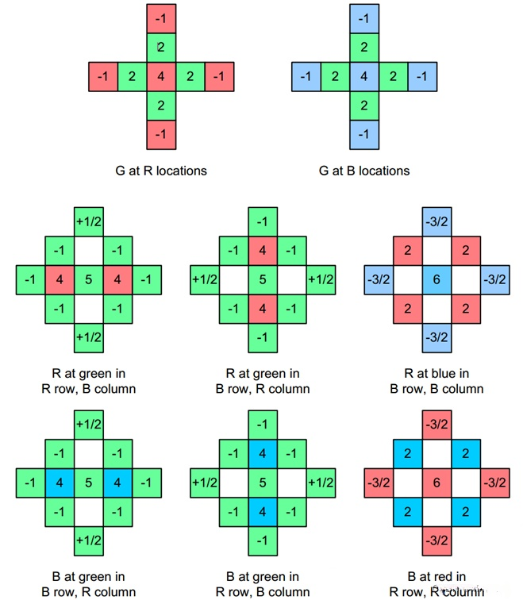 -1 -1
2 2
-1 2 4 2 -1 -1 2 4 2 -1
2 2
-1 -1
G at R locations G at B locations
+1/2 -1 -3/2
-1 -1 -1 4 -1 2 2
-1 4 5 4 -1 +1/2 5 +1/2 -3/2 6 -3/2
-1 -1 -1 4 -1 2 2
+1/2 -1 -3/2
R at green in R at green in R at blue in
R row, B column B row, R column B row, B column
+1/2 -1 -3/2
-1 -1 -1 4 -1 2 2
-1 4 5 4 -1 +1/2 5 +1/2 -3/2 6 -3/2
-1 -1 -1 4 -1 2 2
+1/2 -1 -3/2
B at green in B at green in B at red in
B row, R column R row, B column R row, R column